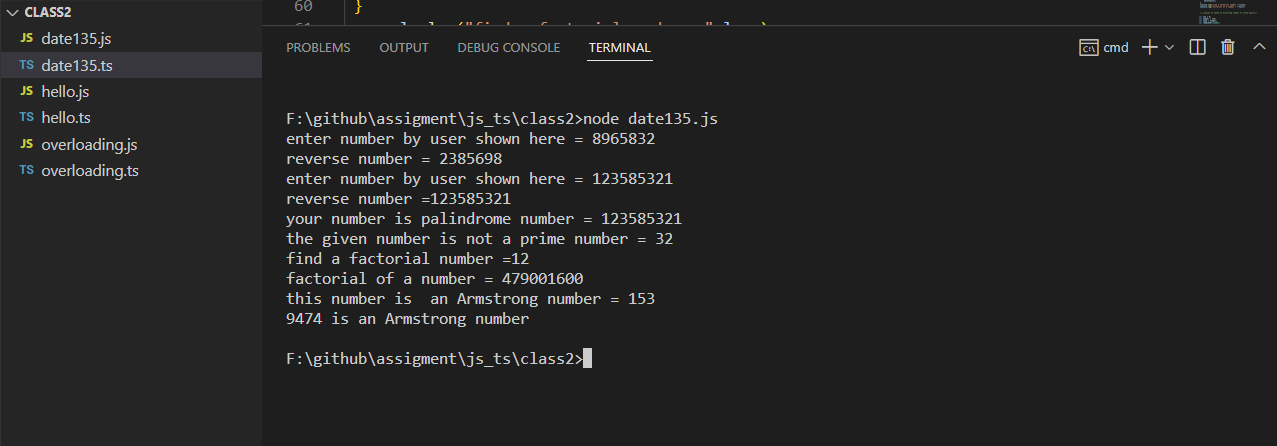 CLASS2
JS date135.js
TS date135.ts
JS hello.js
TS hello.ts
JS overloading.js
TS overloading.ts
60 }
61
PROBLEMS OUTPUT DEBUG CONSOLE TERMINAL
cmd
F:\github\assigment\js_ts\class2>node date135.js
enter number by user shown here = 8965832
reverse number = 2385698
enter number by user shown here = 123585321
reverse number =123585321
your number is palindrome number = 123585321
the given number is not a prime number = 32
find a factorial number =12
factorial of a number = 479001600
this number is  an Armstrong number = 153
9474 is an Armstrong number
F:\github\assigment\js_ts\class2>